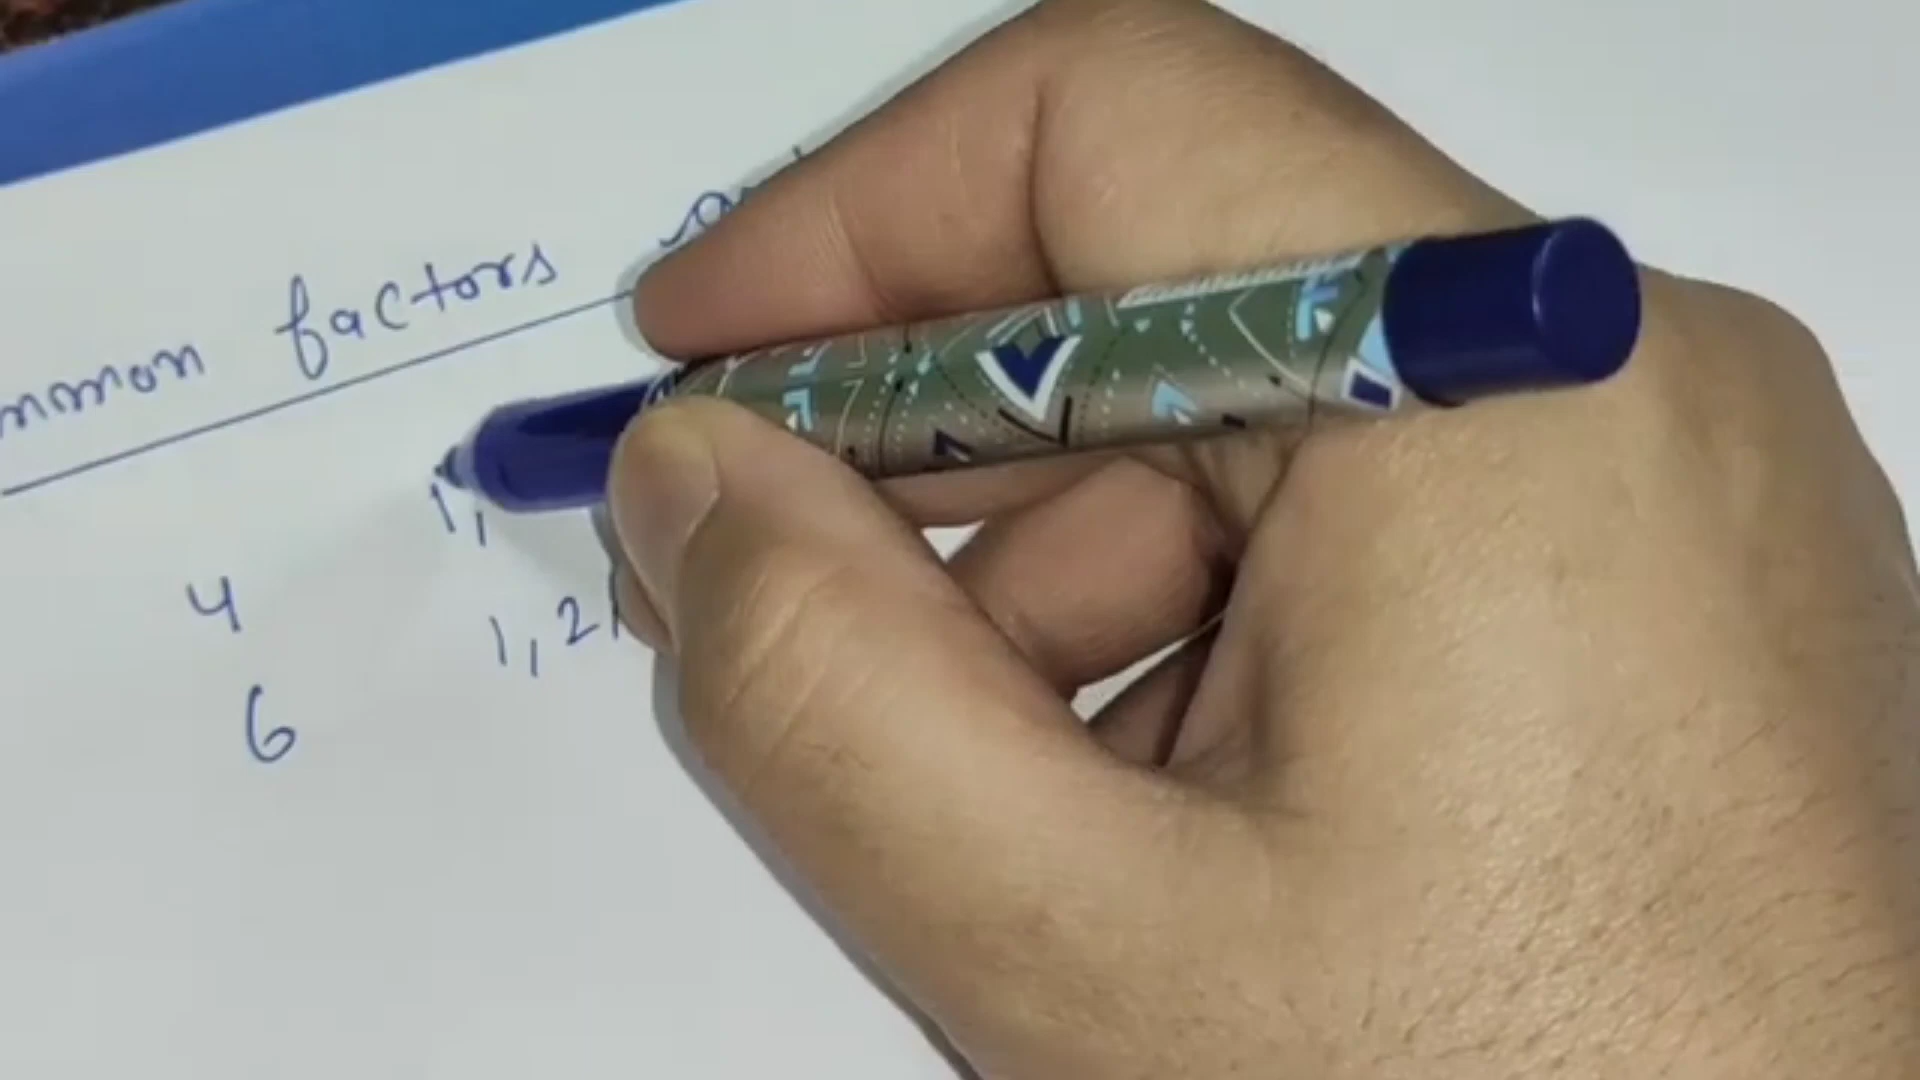 mmon factors
1,
4
1, 2,
6